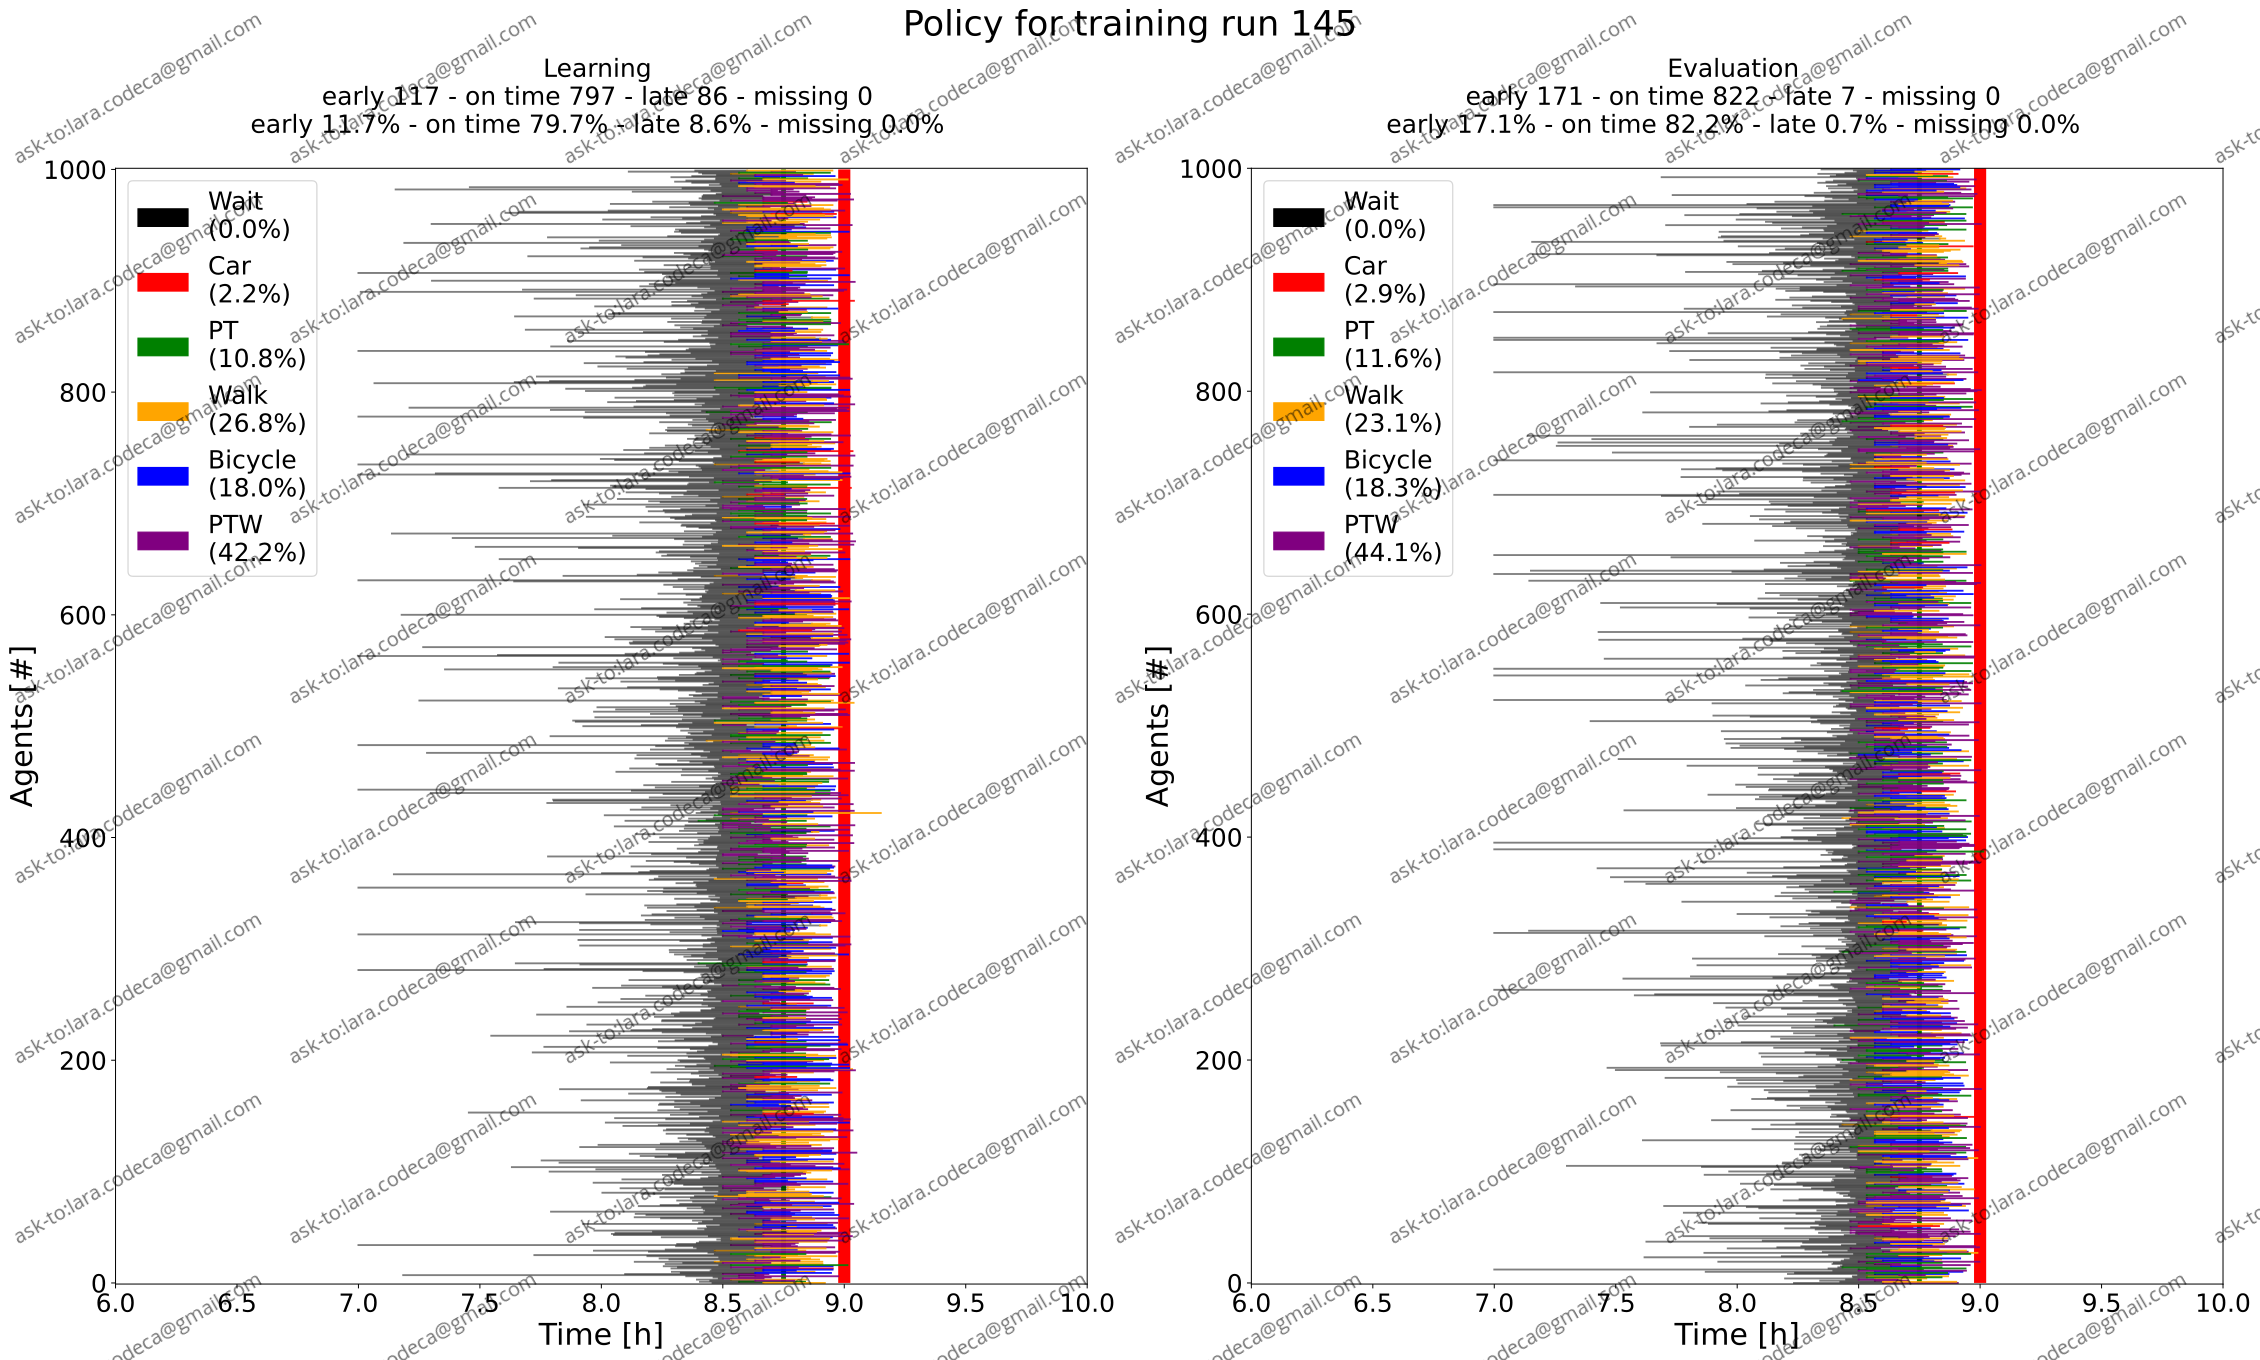 Policy for training run 145
Learning
early 117 - on time 797 - late 86 - missing 0
early 11.7% - on time 79.7% - late 8.6% - missing 0.0%
1000
800
600
400
200
0
Agents [#]
Wait
(0.0%)
Car
(2.2%)
PT
(10.8%)
Walk
(26.8%)
Bicycle
(18.0%)
PTW
(42.2%)
6.0 6.5 7.0 7.5 8.0 8.5 9.0 9.5 10.0
Time [h]
Evaluation
early 171 - on time 822 - late 7 - missing 0
early 17.1% - on time 82.2% - late 0.7% - missing 0.0%
1000
800
600
400
200
0
Agents [#]
Wait
(0.0%)
Car
(2.9%)
PT
(11.6%)
Walk
(23.1%)
Bicycle
(18.3%)
PTW
(44.1%)
6.0 6.5 7.0 7.5 8.0 8.5 9.0 9.5 10.0
Time [h]
ask-to:lara.codeca@gmail.com